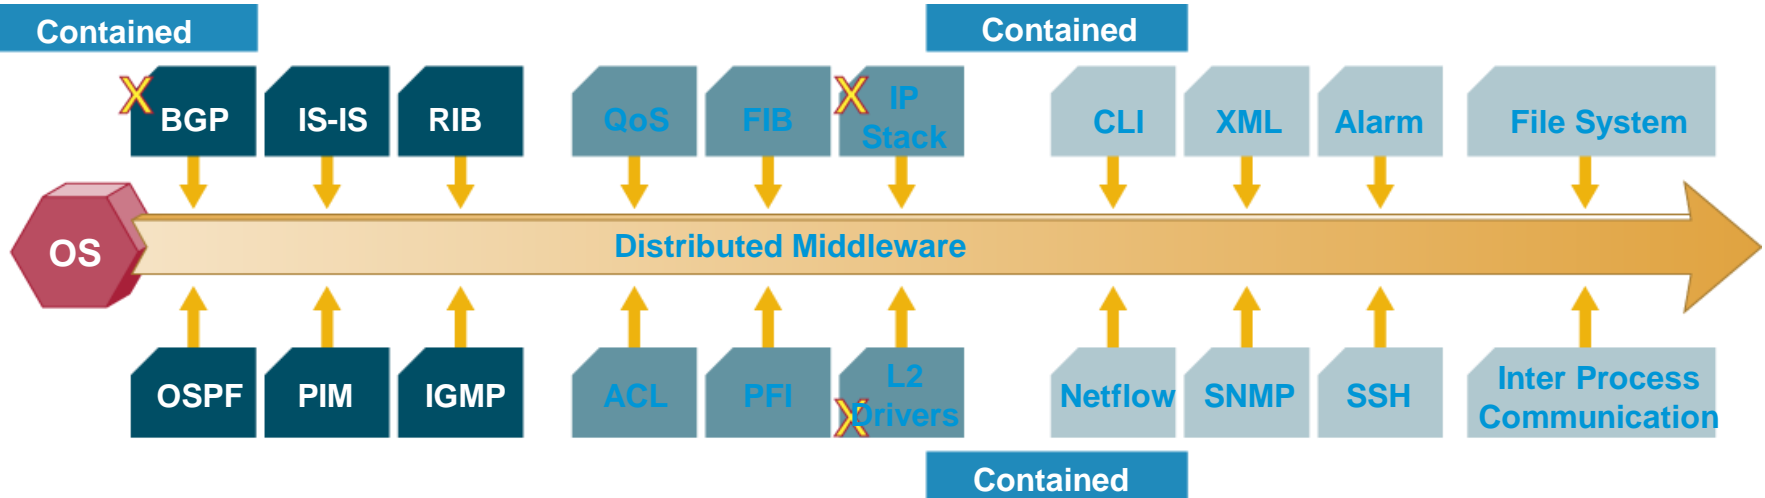 Contained
Contained
X
BGP
IS-IS
RIB
QoS
FIB
X
IP
Stack
CLI
XML
Alarm
File System
OS
Distributed Middleware
OSPF
PIM
IGMP
ACL
PFI
L2
X
Drivers
Netflow
SNMP
SSH
Inter Process
Communication
Contained